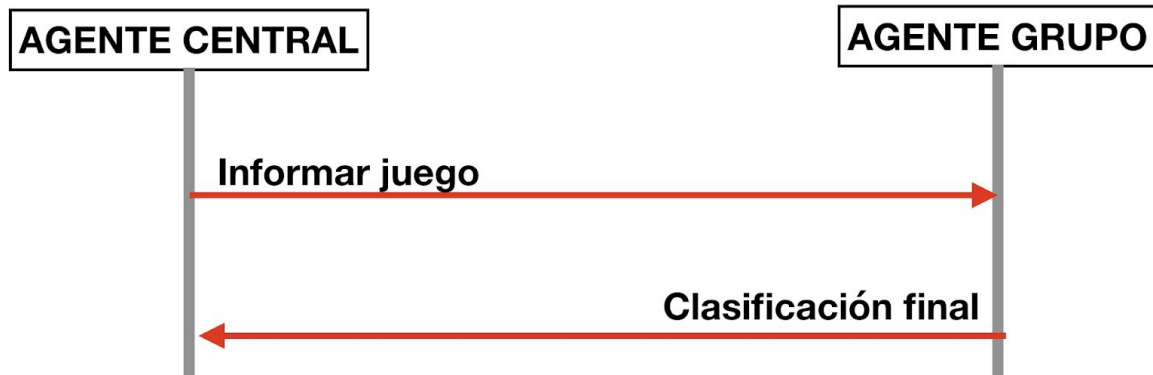 AGENTE CENTRAL
AGENTE GRUPO
Informar juego
Clasificación final